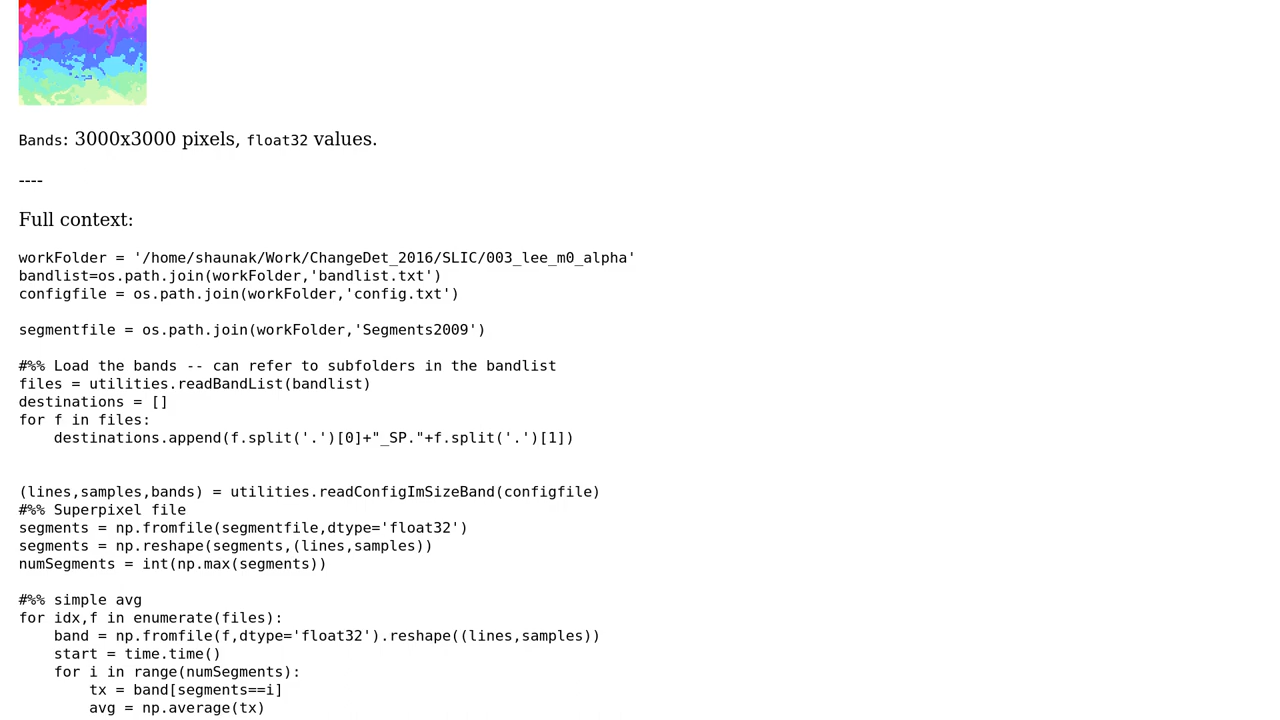 Bands: 3000x3000 pixels, float32 values.
----
Full context:
workFolder = '/home/shaunak/Work/ChangeDet_2016/SLIC/003_lee_m0_alpha'
bandlist=os.path.join(workFolder,'bandlist.txt')
configfile = os.path.join(workFolder,'config.txt')
segmentfile = os.path.join(workFolder,'Segments2009')
#%% Load the bands -- can refer to subfolders in the bandlist
files = utilities.readBandList(bandlist)
destinations = []
for f in files:
    destinations.append(f.split('.')[0]+"_SP."+f.split('.')[1])
(lines,samples,bands) = utilities.readConfigImSizeBand(configfile)
#%% Superpixel file
segments = np.fromfile(segmentfile,dtype='float32')
segments = np.reshape(segments,(lines,samples))
numSegments = int(np.max(segments))
#%% simple avg
for idx,f in enumerate(files):
    band = np.fromfile(f,dtype='float32').reshape((lines,samples))
    start = time.time()
    for i in range(numSegments):
        tx = band[segments==i]
        avg = np.average(tx)